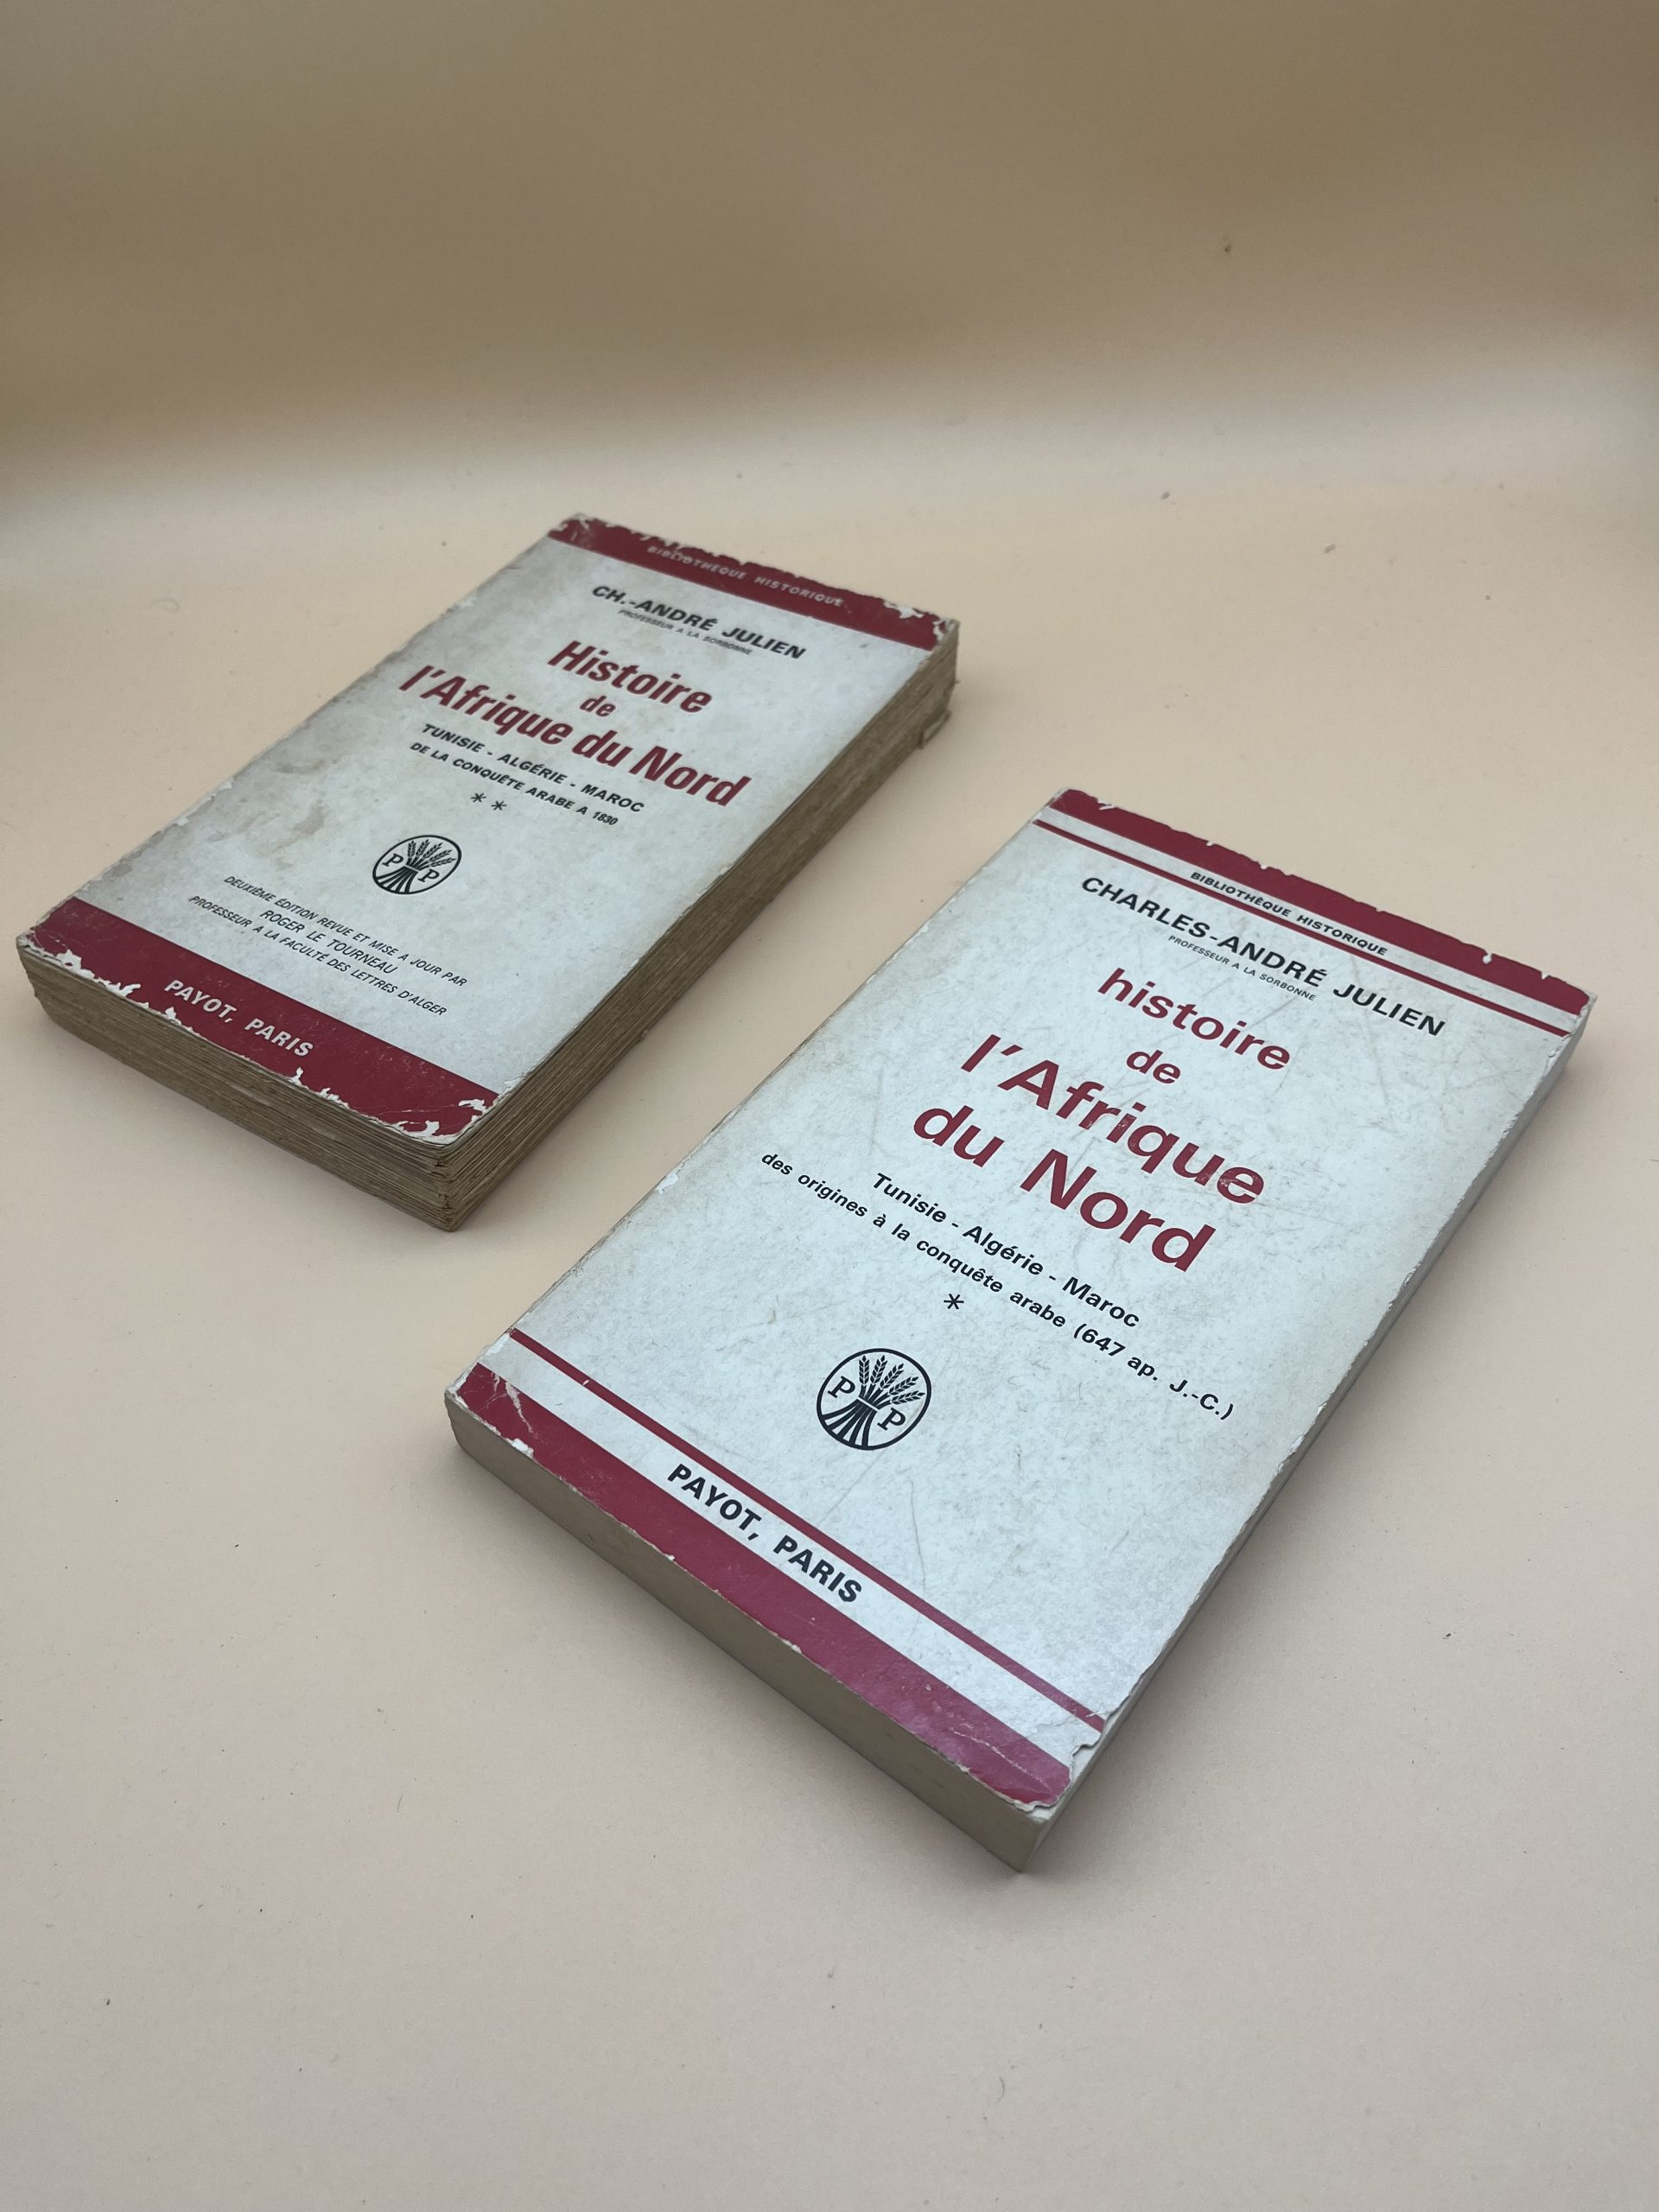 BIBLIOTHÈQUE HISTORIQUE
CH.-ANDRÉ JULIEN
PROFESSEUR A LA SORBONNE
Histoire
de
l'Afrique du Nord
TUNISIE - ALGÉRIE - MAROC
DE LA CONQUÊTE ARABE A 1830
* *
P P
DEUXIÈME ÉDITION REVUE ET MISE A JOUR PAR
ROGER LE TOURNEAU
PROFESSEUR A LA FACULTÉ DES LETTRES D'ALGER
PAYOT, PARIS
BIBLIOTHÈQUE HISTORIQUE
CHARLES-ANDRÉ JULIEN
PROFESSEUR A LA SORBONNE
histoire
de
l'Afrique
du Nord
Tunisie - Algérie - Maroc
des origines à la conquête arabe (647 ap. J.-C.)
*
P P
PAYOT, PARIS